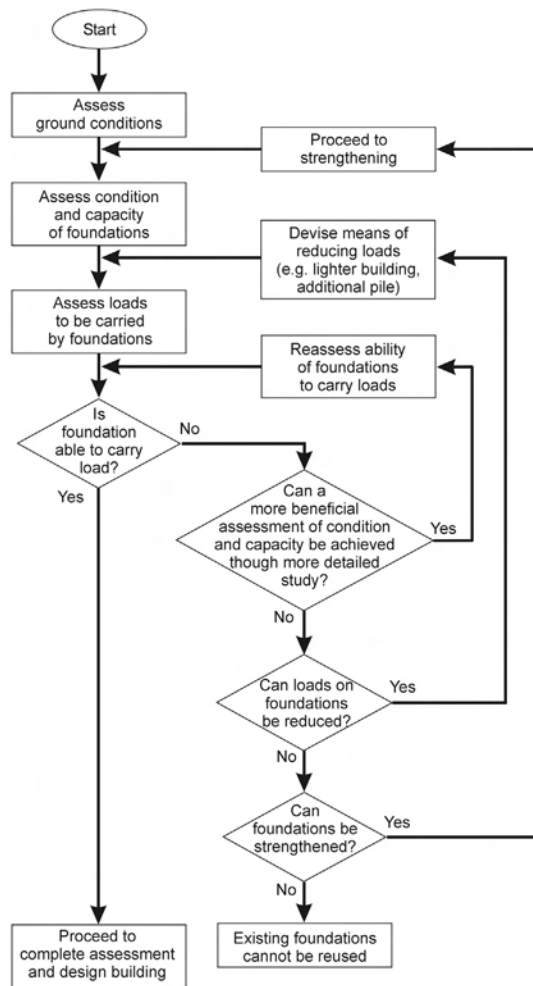 Start
Assess
ground conditions
Proceed to
strengthening
Assess condition
and capacity
of foundations
Devise means of
reducing loads
(e.g. lighter building,
additional pile)
Assess loads
to be carried
by foundations
Reassess ability
of foundations
to carry loads
Is
foundation
able to carry
load?
No
Yes
Can a
more beneficial
assessment of condition
and capacity be achieved
though more detailed
study?
Yes
No
Can loads on
foundations
be reduced?
Yes
No
Can
foundations be
strengthened?
Yes
No
Proceed to
complete assessment
and design building
Existing foundations
cannot be reused